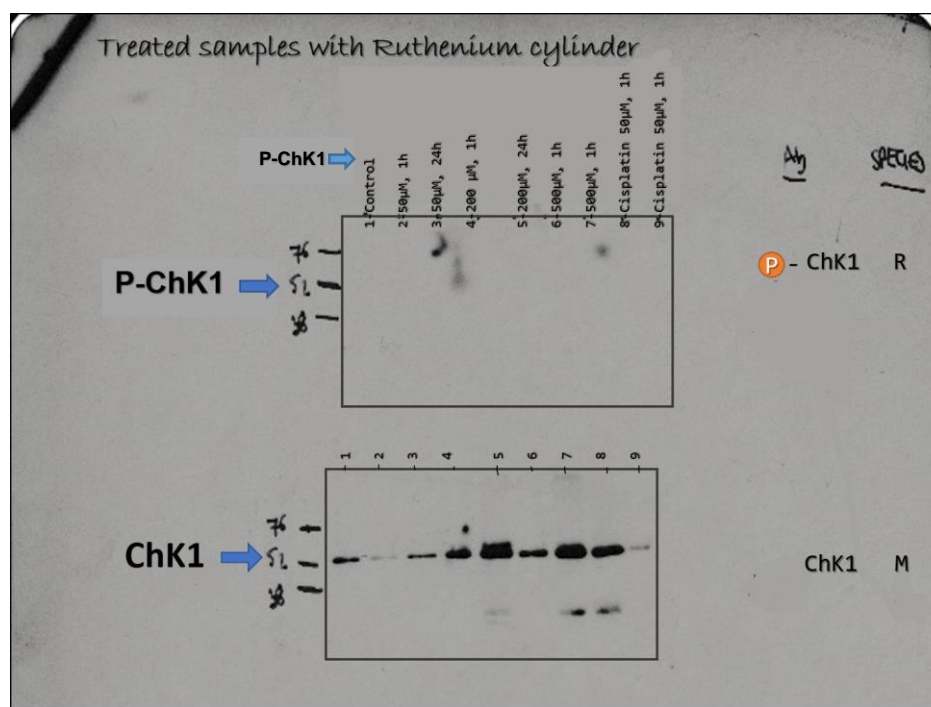 Treated samples with Ruthenium cylinder
P-ChK1
1-Control
2-50µM, 1h
3-50µM, 24h
4-200 µM, 1h
5-200µM, 24h
6-500µM, 1h
7-500µM, 1h
8-Cisplatin 50µM, 1h
9-Cisplatin 50µM, 1h
Ab
SPECIES
76
P-ChK1
52
38
P - ChK1 R
1 2 3 4 5 6 7 8 9
76
ChK1
52
38
ChK1 M